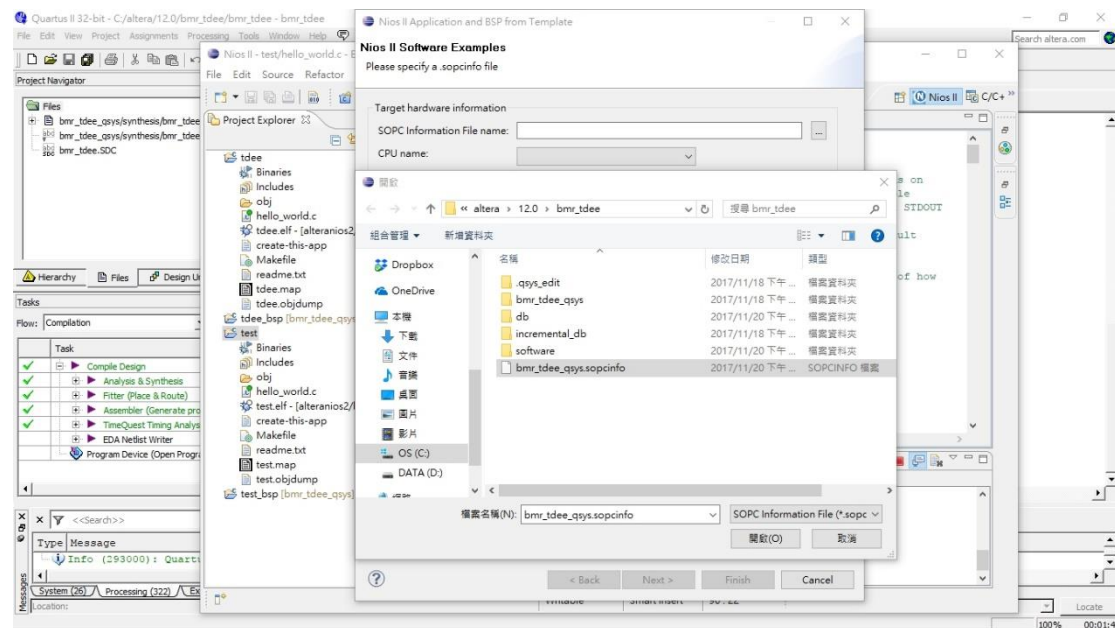 Quartus II 32-bit - C:/altera/12.0/bmr_tdee/bmr_tdee - bmr_tdee
File Edit View Project Assignments Processing Tools Window Help
Search altera.com
Project Navigator
Files
bmr_tdee_qsys/synthesis/bmr_tdee
bmr_tdee_qsys/synthesis/bmr_tdee
bmr_tdee.SDC
Hierarchy Files Design Un
Tasks
Flow: Compilation
Task
Compile Design
Analysis & Synthesis
Fitter (Place & Route)
Assembler (Generate pro
TimeQuest Timing Analys
EDA Netlist Writer
Program Device (Open Progra
<<Search>>
Type Message
Info (293000): Quartu
System (26) Processing (322) Ex
Messages
Location:
Locate
100% 00:01:4
Nios II - test/hello_world.c - E
File Edit Source Refactor
Nios II C/C+
Project Explorer
tdee
Binaries
Includes
obj
hello_world.c
tdee.elf - [alteranios2/
create-this-app
Makefile
readme.txt
tdee.map
tdee.objdump
tdee_bsp [bmr_tdee_qsys
test
Binaries
Includes
obj
hello_world.c
test.elf - [alteranios2/l
create-this-app
Makefile
readme.txt
test.map
test.objdump
test_bsp [bmr_tdee_qsys]
s on
le
STDOUT
ult
of how
Writable Smart Insert
Nios II Application and BSP from Template
Nios II Software Examples
Please specify a .sopcinfo file
Target hardware information
SOPC Information File name:
...
CPU name:
< Back Next > Finish Cancel
開啟
« altera › 12.0 › bmr_tdee
搜尋 bmr_tdee
組合管理 新增資料夾
Dropbox
OneDrive
本機
下載
文件
音樂
桌面
圖片
影片
OS (C:)
DATA (D:)
名稱 修改日期 類型
.qsys_edit 2017/11/18 下午 ... 檔案資料夾
bmr_tdee_qsys 2017/11/18 下午 ... 檔案資料夾
db 2017/11/20 下午 ... 檔案資料夾
incremental_db 2017/11/18 下午 ... 檔案資料夾
software 2017/11/20 下午 ... 檔案資料夾
bmr_tdee_qsys.sopcinfo 2017/11/20 下午 ... SOPCINFO 檔案
檔案名稱(N): bmr_tdee_qsys.sopcinfo SOPC Information File (*.sopc
開啟(O) 取消